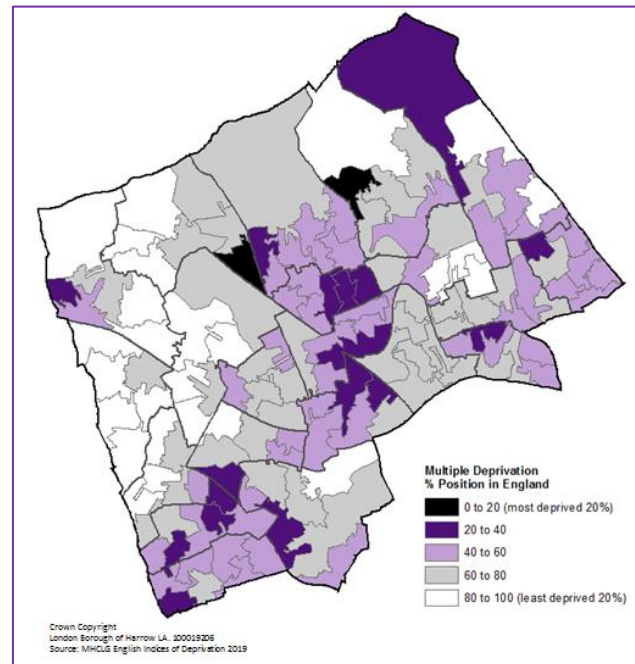 Multiple Deprivation
% Position in England
0 to 20 (most deprived 20%)
20 to 40
40 to 60
60 to 80
80 to 100 (least deprived 20%)
Crown Copyright
London Borough of Harrow LA. 100019206
Source: MHCLG English Indices of Deprivation 2019